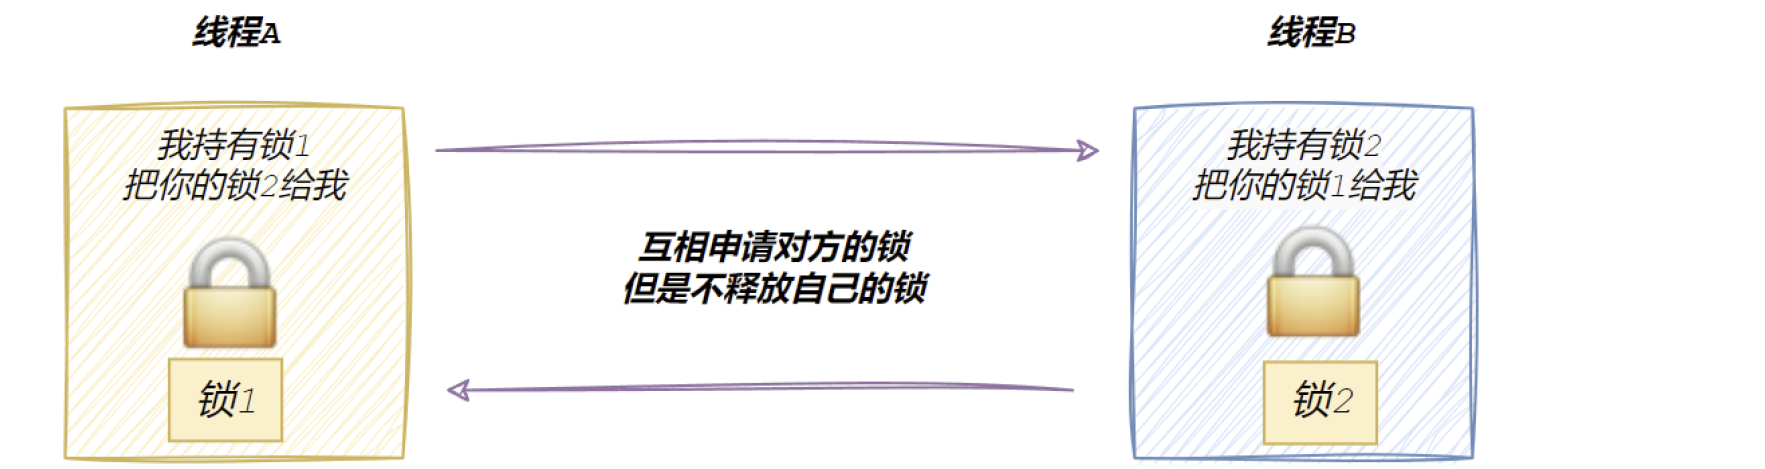 线程A
线程B
我持有锁1
把你的锁2给我
我持有锁2
把你的锁1给我
互相申请对方的锁
但是不释放自己的锁
锁1
锁2